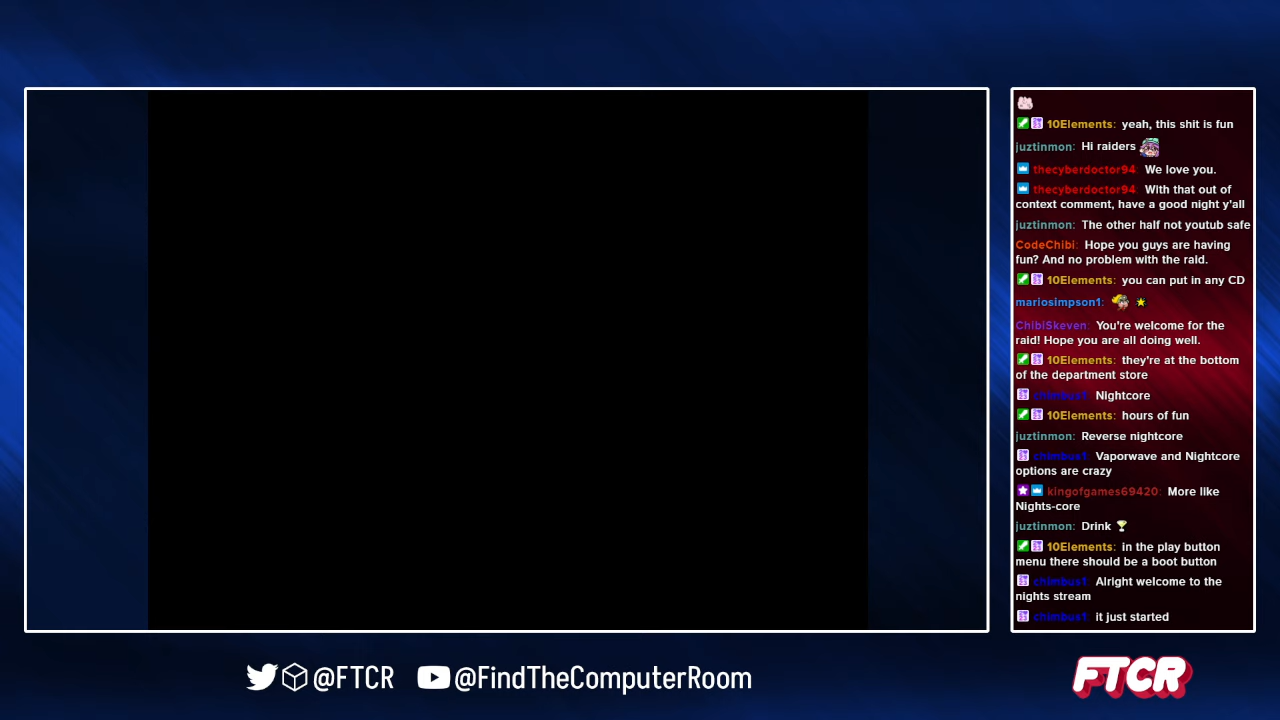 10Elements: yeah, this shit is fun
juztinmon: Hi raiders
thecyberdoctor94: We love you.
thecyberdoctor94: With that out of
context comment, have a good night y'all
juztinmon: The other half not youtub safe
CodeChibi: Hope you guys are having
fun? And no problem with the raid.
10Elements: you can put in any CD
mariosimpson1:
ChibiSkeven: You're welcome for the
raid! Hope you are all doing well.
10Elements: they're at the bottom
of the department store
chimbus1: Nightcore
10Elements: hours of fun
juztinmon: Reverse nightcore
chimbus1: Vaporwave and Nightcore
options are crazy
kingofgames69420: More like
Nights-core
juztinmon: Drink
10Elements: in the play button
menu there should be a boot button
chimbus1: Alright welcome to the
nights stream
chimbus1: it just started
@FTCR
@FindTheComputerRoom
FTCR